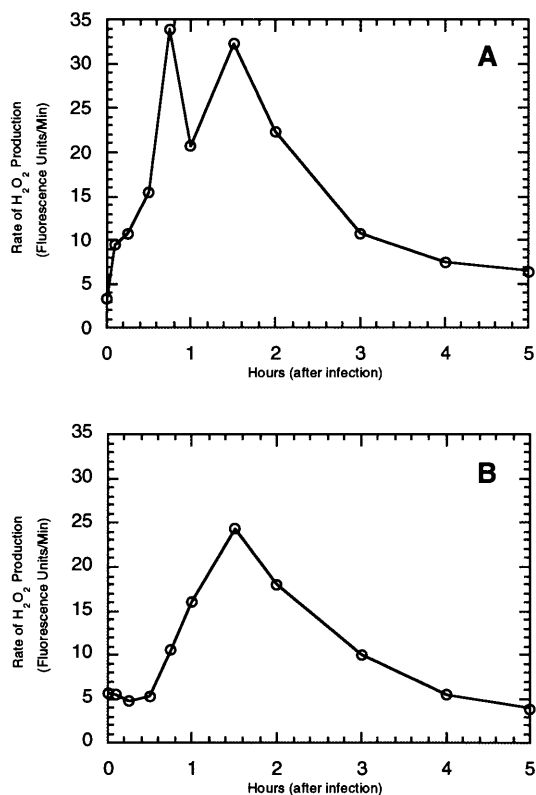 35
A
30
25
20
15
10
5
0
Rate of H₂O₂ Production
(Fluorescence Units/Min)
0 1 2 3 4 5
Hours (after infection)
35
B
30
25
20
15
10
5
0
Rate of H₂O₂ Production
(Fluorescence Units/Min)
0 1 2 3 4 5
Hours (after infection)